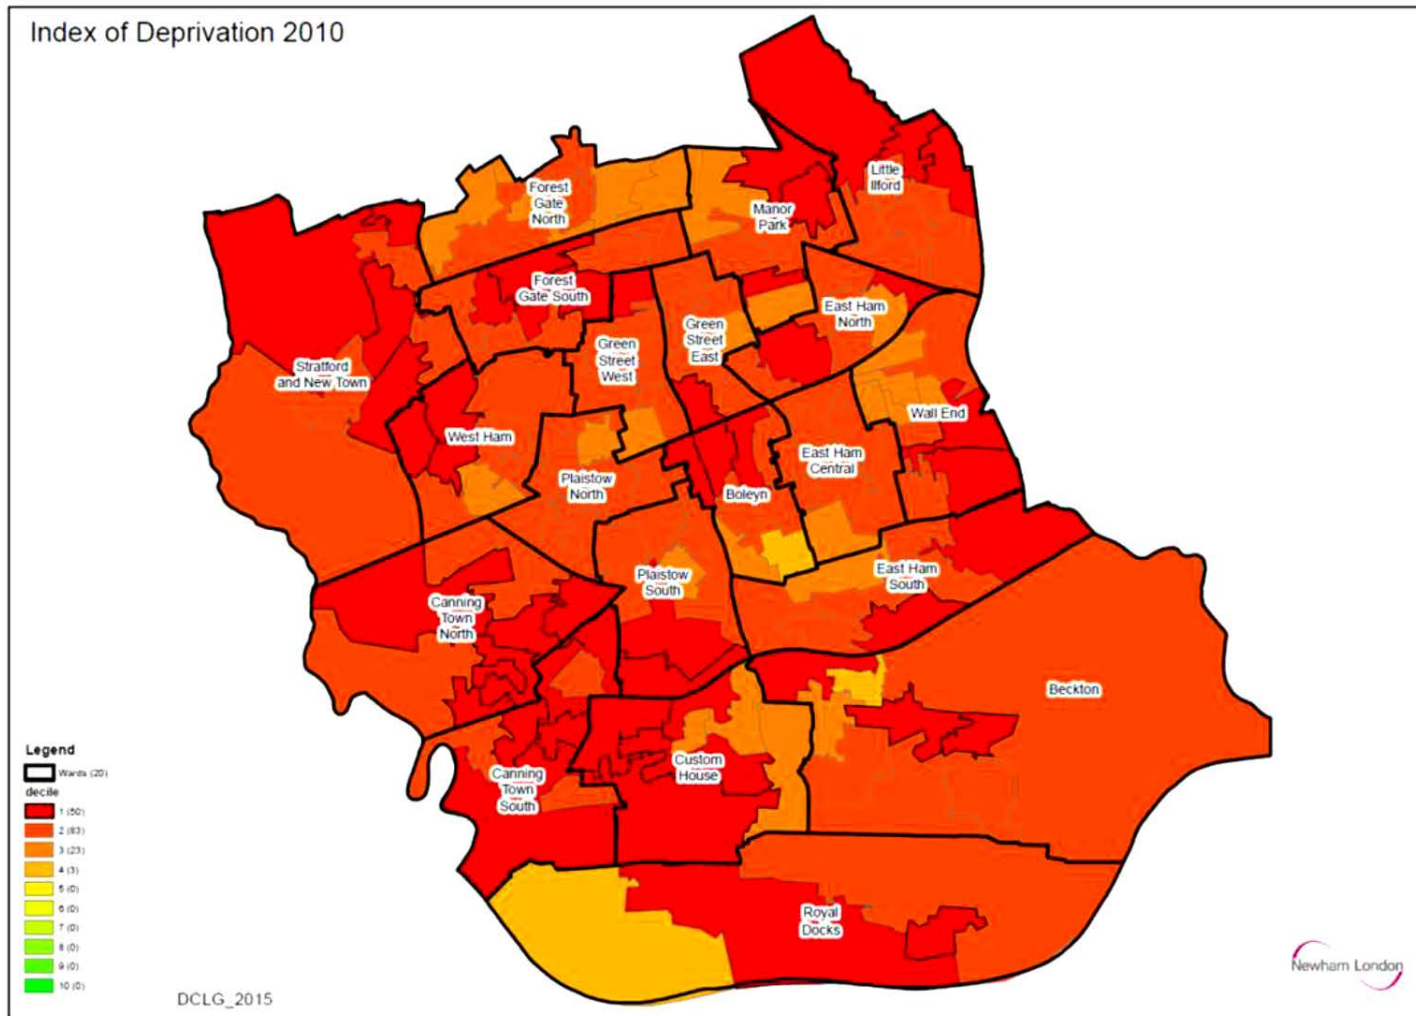 Index of Deprivation 2010
Little
Ilford
Forest
Gate
North
Manor
Park
Forest
Gate South
East Ham
North
Green
Street
East
Green
Street
West
Stratford
and New Town
Wall End
West Ham
East Ham
Central
Plaistow
North
Boleyn
East Ham
South
Plaistow
South
Canning
Town
North
Beckton
Custom
House
Canning
Town
South
Royal
Docks
Legend
Wards (20)
decile
1 (50)
2 (83)
3 (23)
4 (3)
5 (0)
6 (0)
7 (0)
8 (0)
9 (0)
10 (0)
DCLG_2015
Newham London